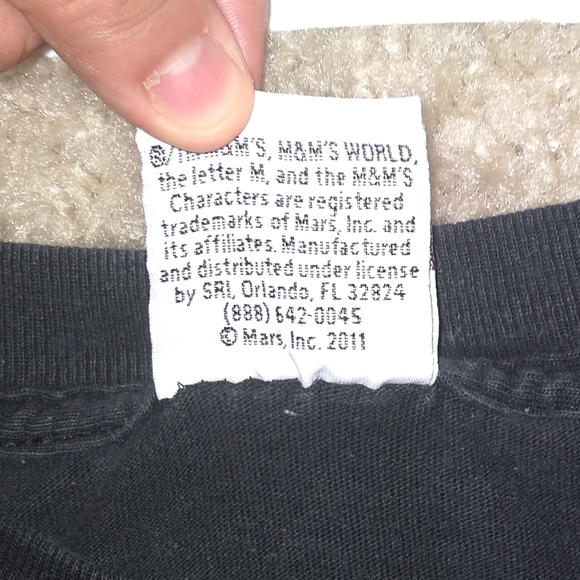 ®/TM M&M'S, M&M'S WORLD,
the letter M, and the M&M'S
Characters are registered
trademarks of Mars, Inc. and
its affiliates. Manufactured
and distributed under license
by SRI, Orlando, FL 32824
(888) 642-0045
© Mars, Inc. 2011